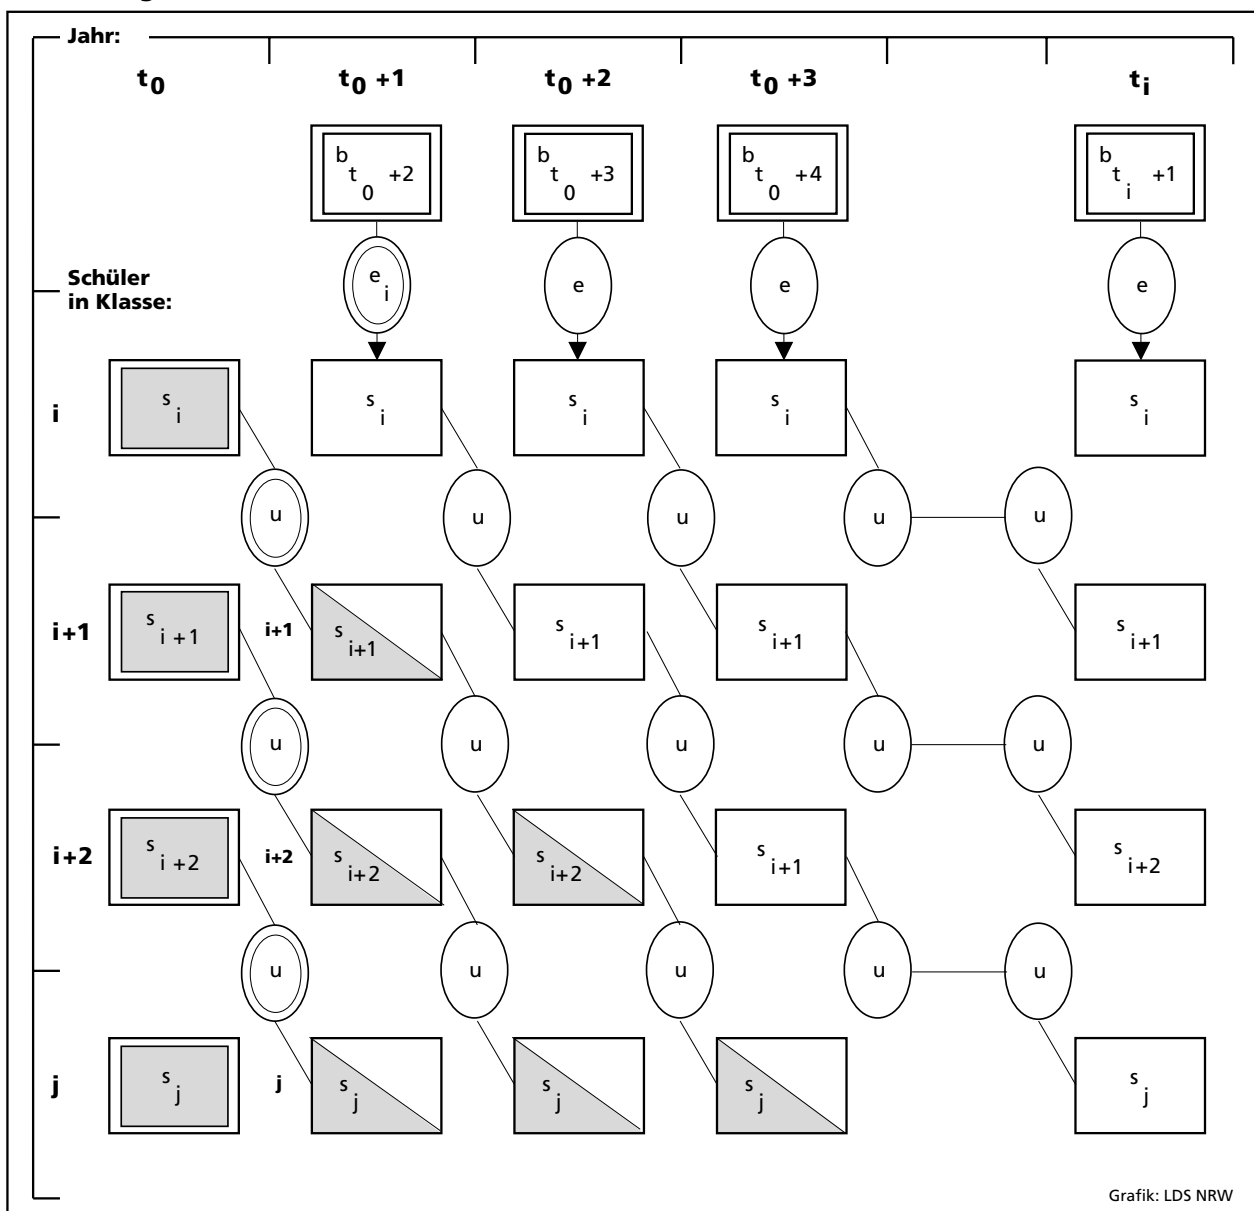 Jahr:
t0 t0 +1 t0 +2 t0 +3 ti
b t0 +2 b t0 +3 b t0 +4 b ti +1
ei e e e
Schüler
in Klasse:
i si si si si si
u u u u u
i+1 si+1 i+1 si+1 si+1 si+1 si+1
u u u u u
i+2 si+2 i+2 si+2 si+2 si+1 si+2
u u u u u
j sj j sj sj sj sj
Grafik: LDS NRW